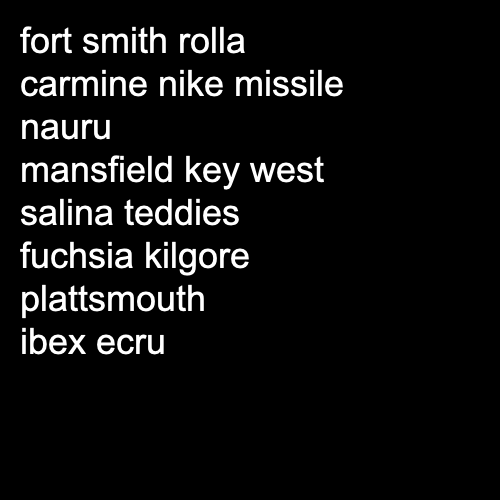 fort smith rolla
carmine nike missile
nauru
mansfield key west
salina teddies
fuchsia kilgore
plattsmouth
ibex ecru